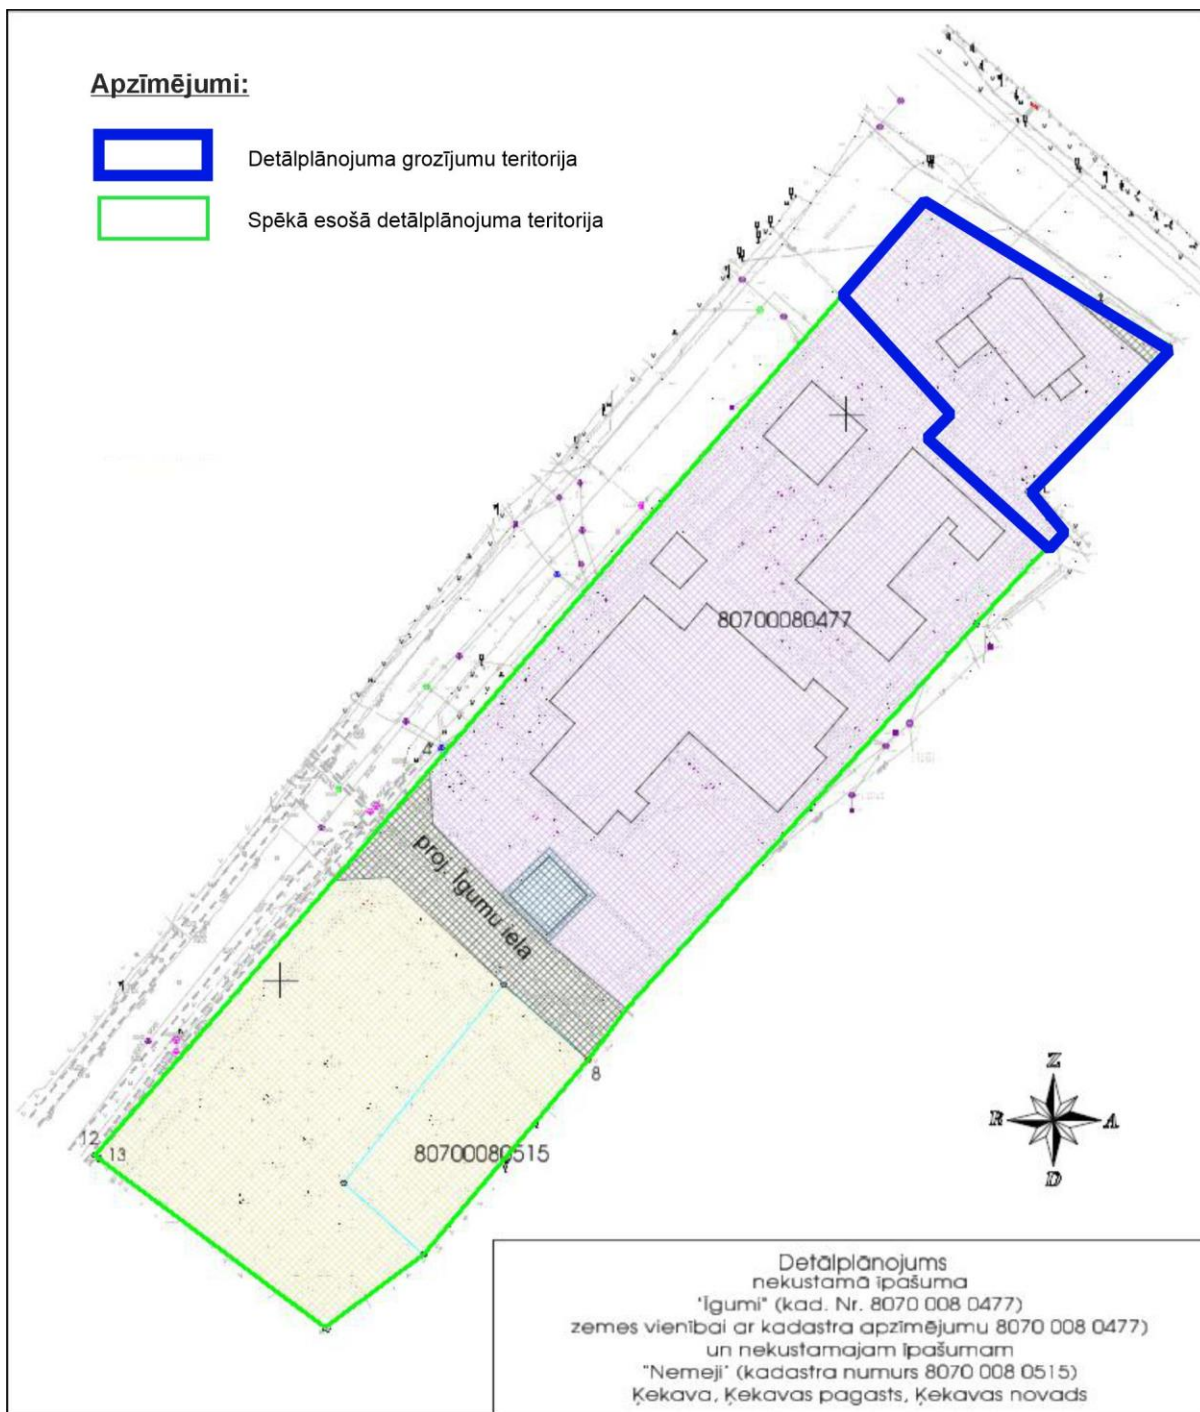 Apzīmējumi:
Detālplānojuma grozījumu teritorija
Spēkā esošā detālplānojuma teritorija
80700080477
proj. Īgumu iela
8
12
13
80700080515
Z
R
A
D
Detālplānojums
nekustamā īpašuma
"Īgumi" (kad. Nr. 8070 008 0477)
zemes vienībai ar kadastra apzīmējumu 8070 008 0477)
un nekustamajam īpašumam
"Nemeji" (kadastra numurs 8070 008 0515)
Ķekava, Ķekavas pagasts, Ķekavas novads